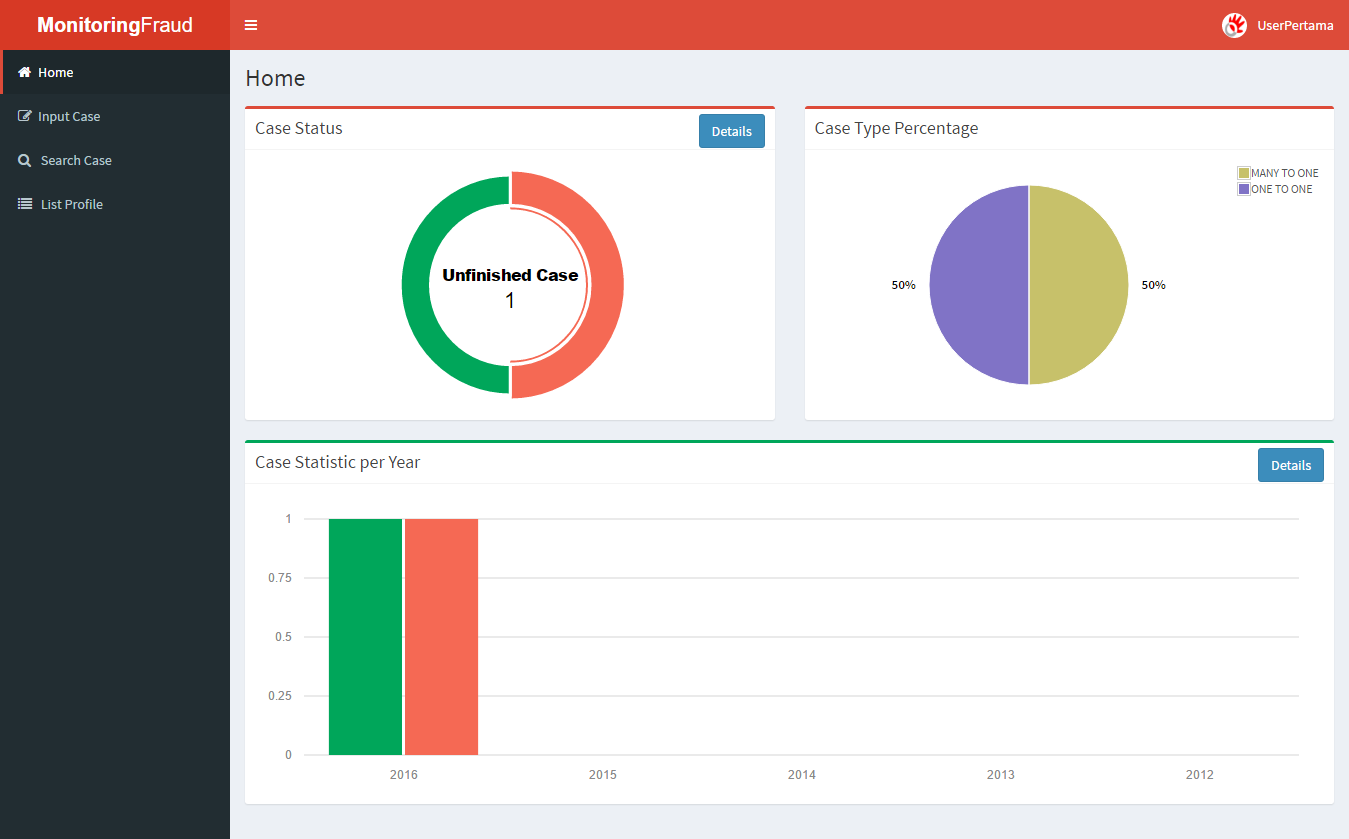 MonitoringFraud
UserPertama
Home
Input Case
Search Case
List Profile
Home
Case Status
Details
Unfinished Case
1
Case Type Percentage
MANY TO ONE
ONE TO ONE
50%
50%
Case Statistic per Year
Details
1
0.75
0.5
0.25
0
2016 2015 2014 2013 2012